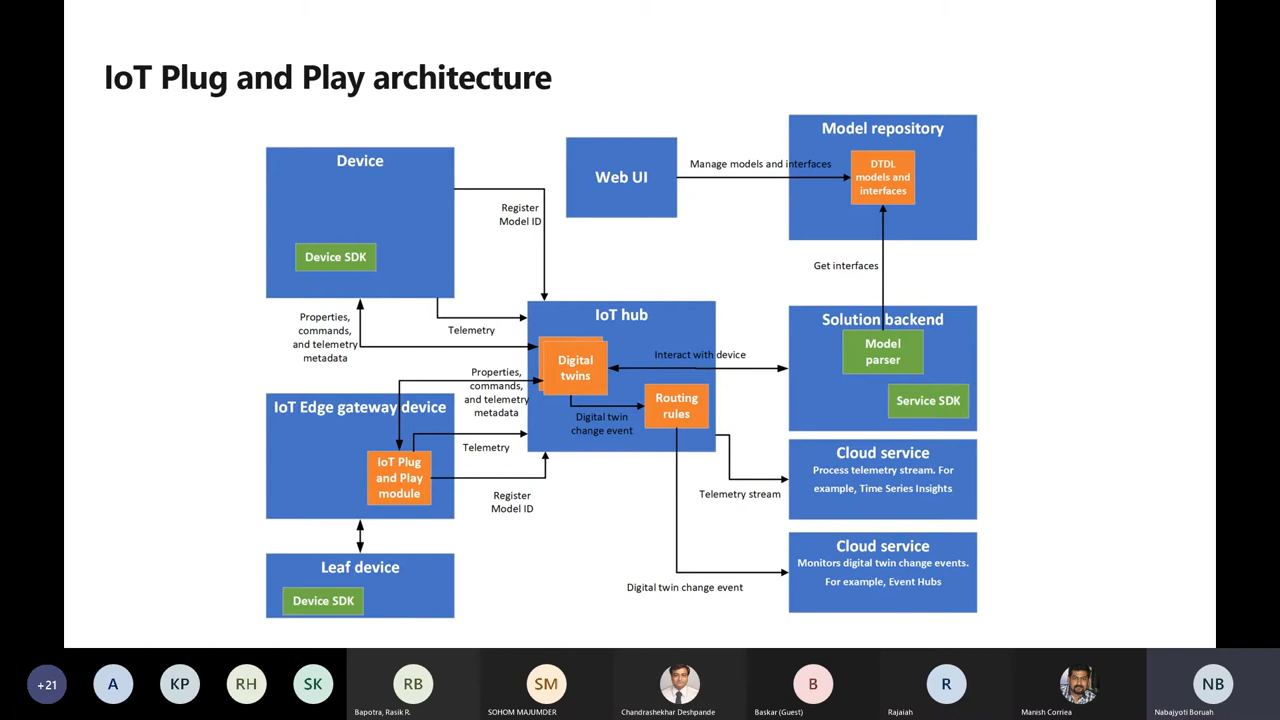 IoT Plug and Play architecture
Device
Device SDK
Register
Model ID
Web UI
Manage models and interfaces
Model repository
DTDL
models and
interfaces
Get interfaces
Properties,
commands,
and telemetry
metadata
Telemetry
IoT hub
Digital
twins
Interact with device
Routing
rules
Digital twin
change event
Solution backend
Model
parser
Service SDK
Properties,
commands,
and telemetry
metadata
IoT Edge gateway device
IoT Plug
and Play
module
Telemetry
Register
Model ID
Telemetry stream
Cloud service
Process telemetry stream. For
example, Time Series Insights
Digital twin change event
Cloud service
Monitors digital twin change events.
For example, Event Hubs
Leaf device
Device SDK
+21
A
KP
RH
SK
RB
Bapotra, Rasik R.
SM
SOHOM MAJUMDER
Chandrashekhar Deshpande
B
Baskar (Guest)
R
Rajaiah
Manish Corriea
NB
Nabajyoti Boruah